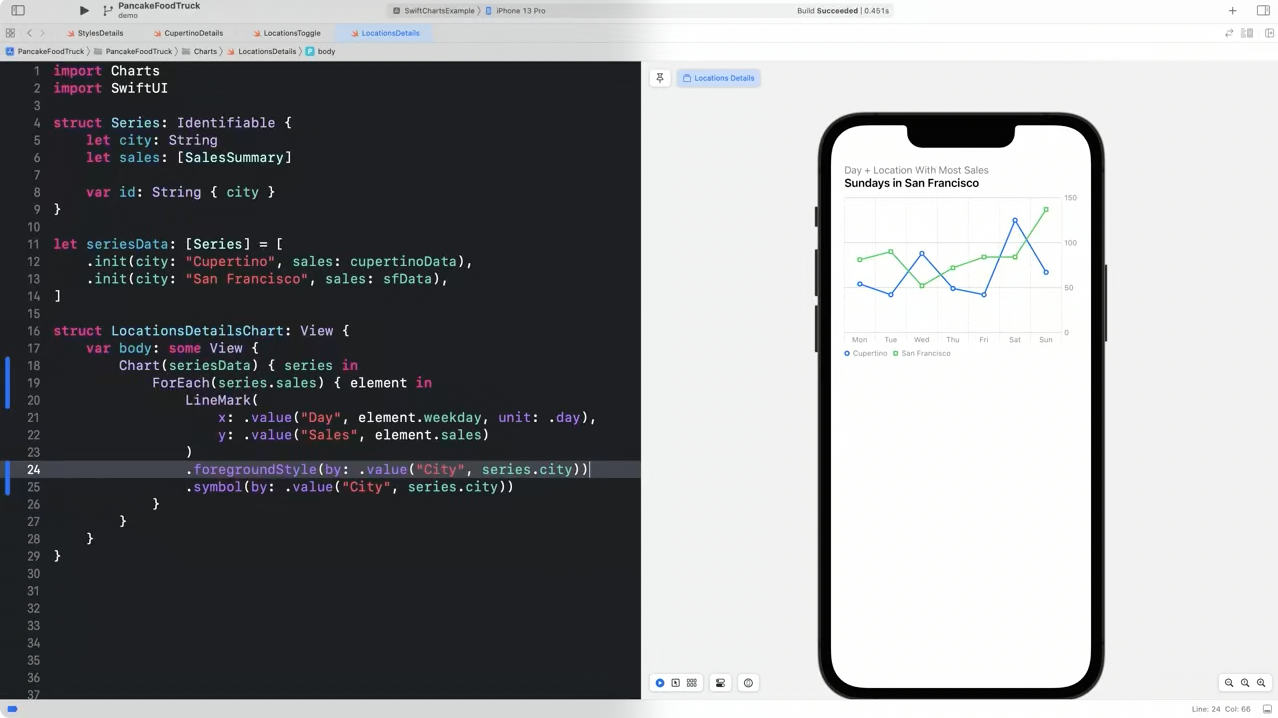 PancakeFoodTruck
demo
SwiftChartsExample
iPhone 13 Pro
Build Succeeded | 0.451s
StylesDetails
CupertinoDetails
LocationsToggle
LocationsDetails
PancakeFoodTruck
PancakeFoodTruck
Charts
LocationsDetails
P body
1 import Charts
2 import SwiftUI
3
4 struct Series: Identifiable {
5 let city: String
6 let sales: [SalesSummary]
7
8 var id: String { city }
9 }
10
11 let seriesData: [Series] = [
12 .init(city: "Cupertino", sales: cupertinoData),
13 .init(city: "San Francisco", sales: sfData),
14 ]
15
16 struct LocationsDetailsChart: View {
17 var body: some View {
18 Chart(seriesData) { series in
19 ForEach(series.sales) { element in
20 LineMark(
21 x: .value("Day", element.weekday, unit: .day),
22 y: .value("Sales", element.sales)
23 )
24 .foregroundStyle(by: .value("City", series.city))
25 .symbol(by: .value("City", series.city))
26 }
27 }
28 }
29 }
30
31
32
33
34
35
36
37
Locations Details
Day + Location With Most Sales
Sundays in San Francisco
150
100
50
0
Mon Tue Wed Thu Fri Sat Sun
Cupertino San Francisco
Line: 24 Col: 66